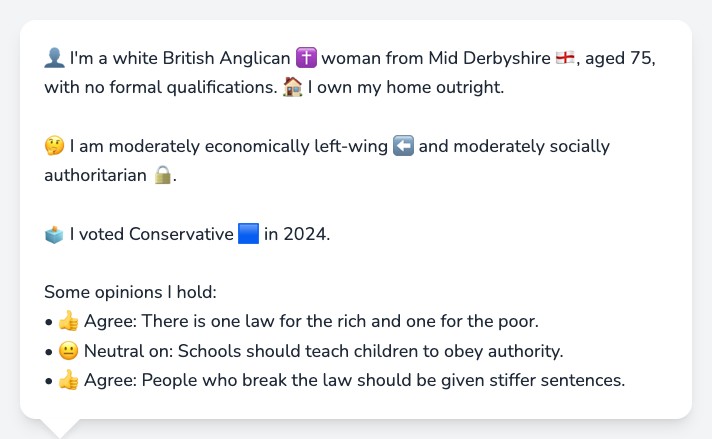 👤 I'm a white British Anglican ✝️ woman from Mid Derbyshire 🏴󠁧󠁢󠁥󠁮󠁧󠁿, aged 75,
with no formal qualifications. 🏠 I own my home outright.
🤔 I am moderately economically left-wing ⬅️ and moderately socially
authoritarian 🔒.
🗳️ I voted Conservative 🟦 in 2024.
Some opinions I hold:
• 👍 Agree: There is one law for the rich and one for the poor.
• 😐 Neutral on: Schools should teach children to obey authority.
• 👍 Agree: People who break the law should be given stiffer sentences.